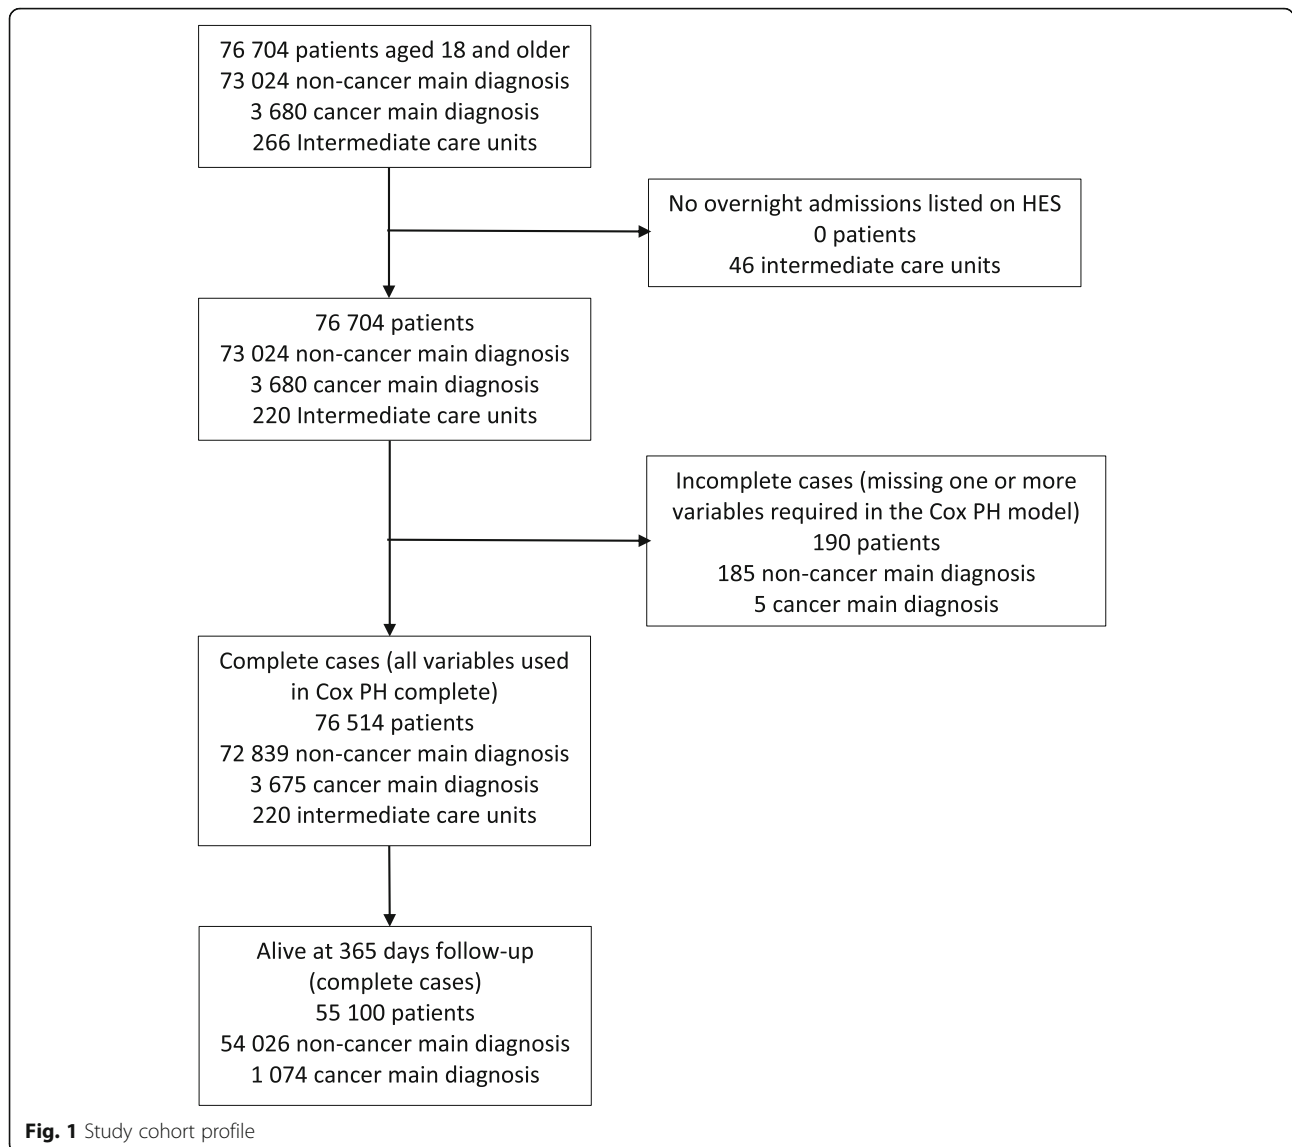 76 704 patients aged 18 and older
73 024 non-cancer main diagnosis
3 680 cancer main diagnosis
266 Intermediate care units
No overnight admissions listed on HES
0 patients
46 intermediate care units
76 704 patients
73 024 non-cancer main diagnosis
3 680 cancer main diagnosis
220 Intermediate care units
Incomplete cases (missing one or more
variables required in the Cox PH model)
190 patients
185 non-cancer main diagnosis
5 cancer main diagnosis
Complete cases (all variables used
in Cox PH complete)
76 514 patients
72 839 non-cancer main diagnosis
3 675 cancer main diagnosis
220 intermediate care units
Alive at 365 days follow-up
(complete cases)
55 100 patients
54 026 non-cancer main diagnosis
1 074 cancer main diagnosis
Fig. 1 Study cohort profile